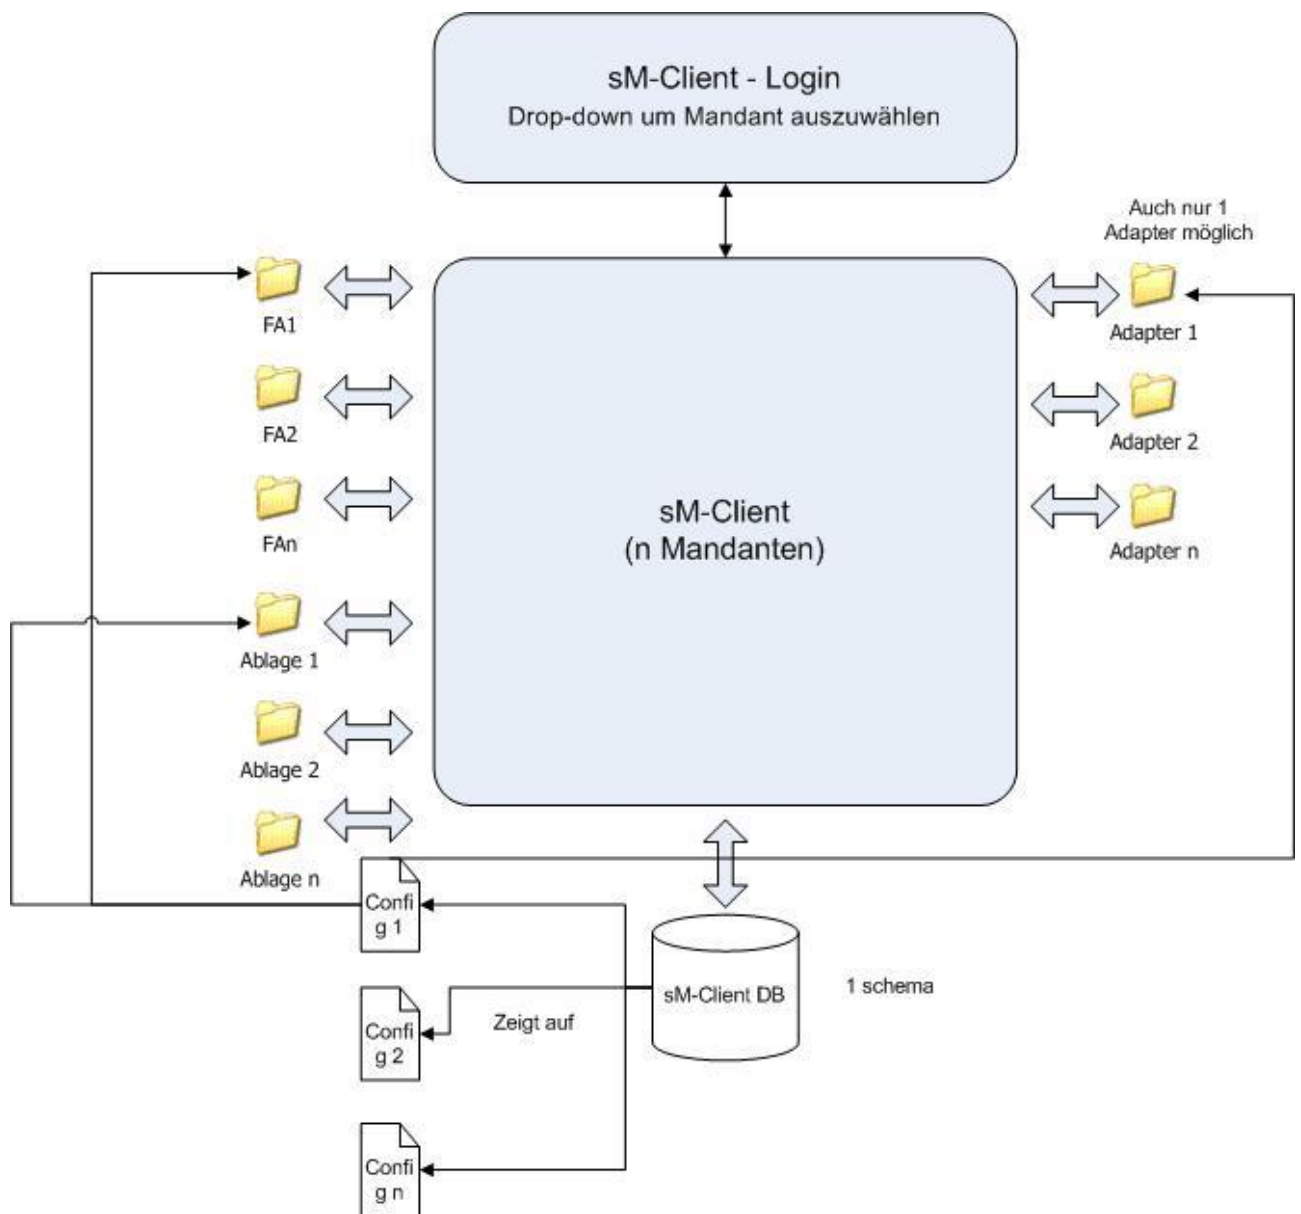 sM-Client - Login
Drop-down um Mandant auszuwählen
Auch nur 1
Adapter möglich
FA1
Adapter 1
FA2
Adapter 2
FAn
Adapter n
sM-Client
(n Mandanten)
Ablage 1
Ablage 2
Ablage n
Confi
g 1
sM-Client DB
1 schema
Zeigt auf
Confi
g 2
Confi
g n